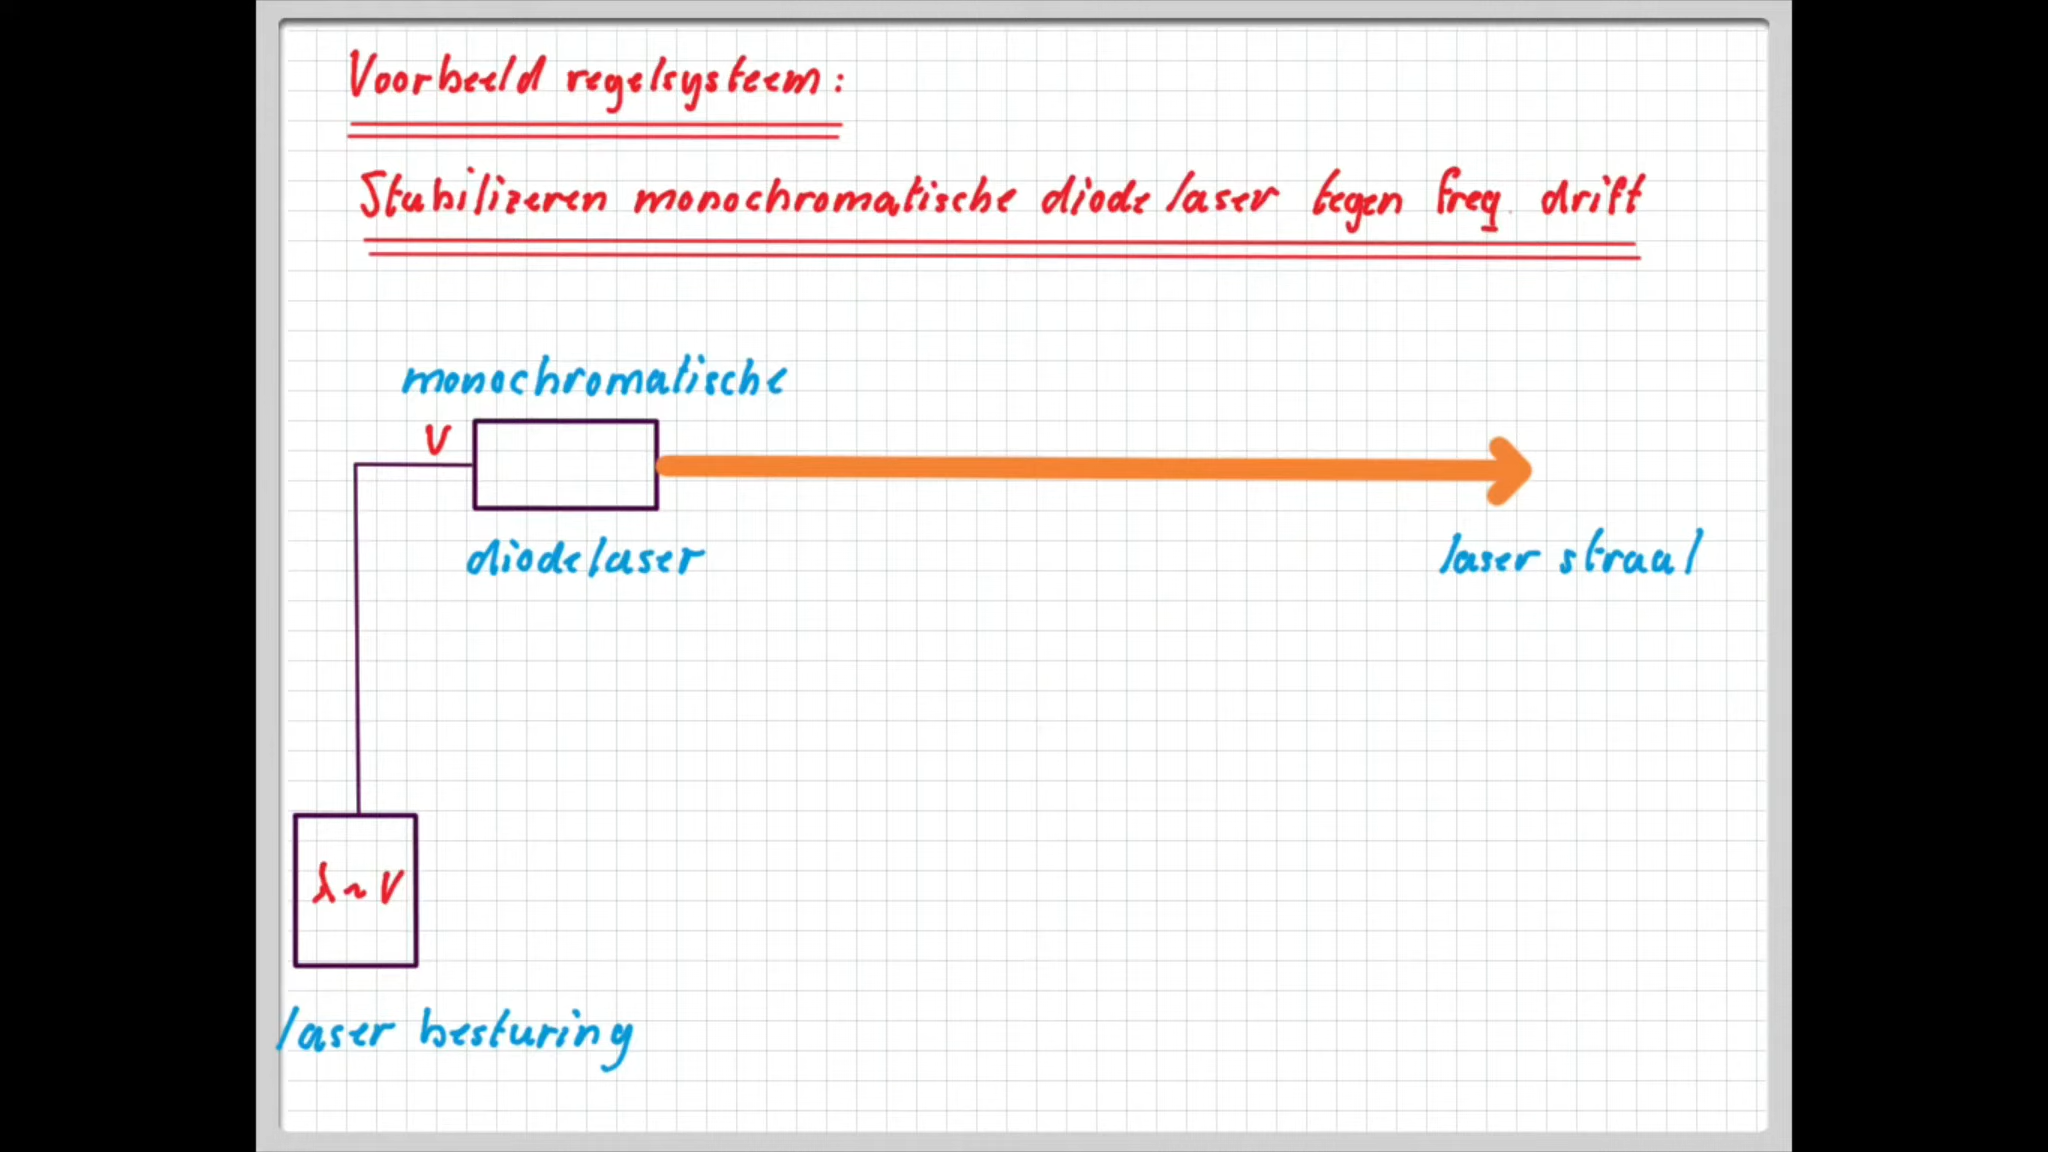 Voorbeeld regelsysteem:
Stabilizeren monochromatische diode laser tegen freq. drift
monochromatische
V
diodelaser
laser straal
λ ~ V
laser besturing